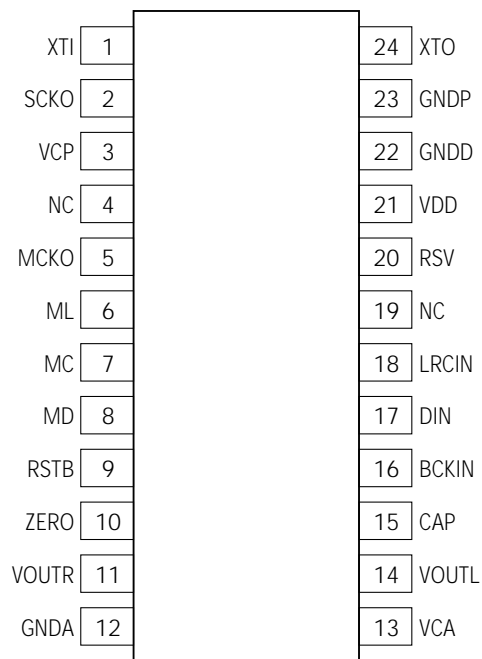 XTI 1 24 XTO
SCKO 2 23 GNDP
VCP 3 22 GNDD
NC 4 21 VDD
MCKO 5 20 RSV
ML 6 19 NC
MC 7 18 LRCIN
MD 8 17 DIN
RSTB 9 16 BCKIN
ZERO 10 15 CAP
VOUTR 11 14 VOUTL
GNDA 12 13 VCA